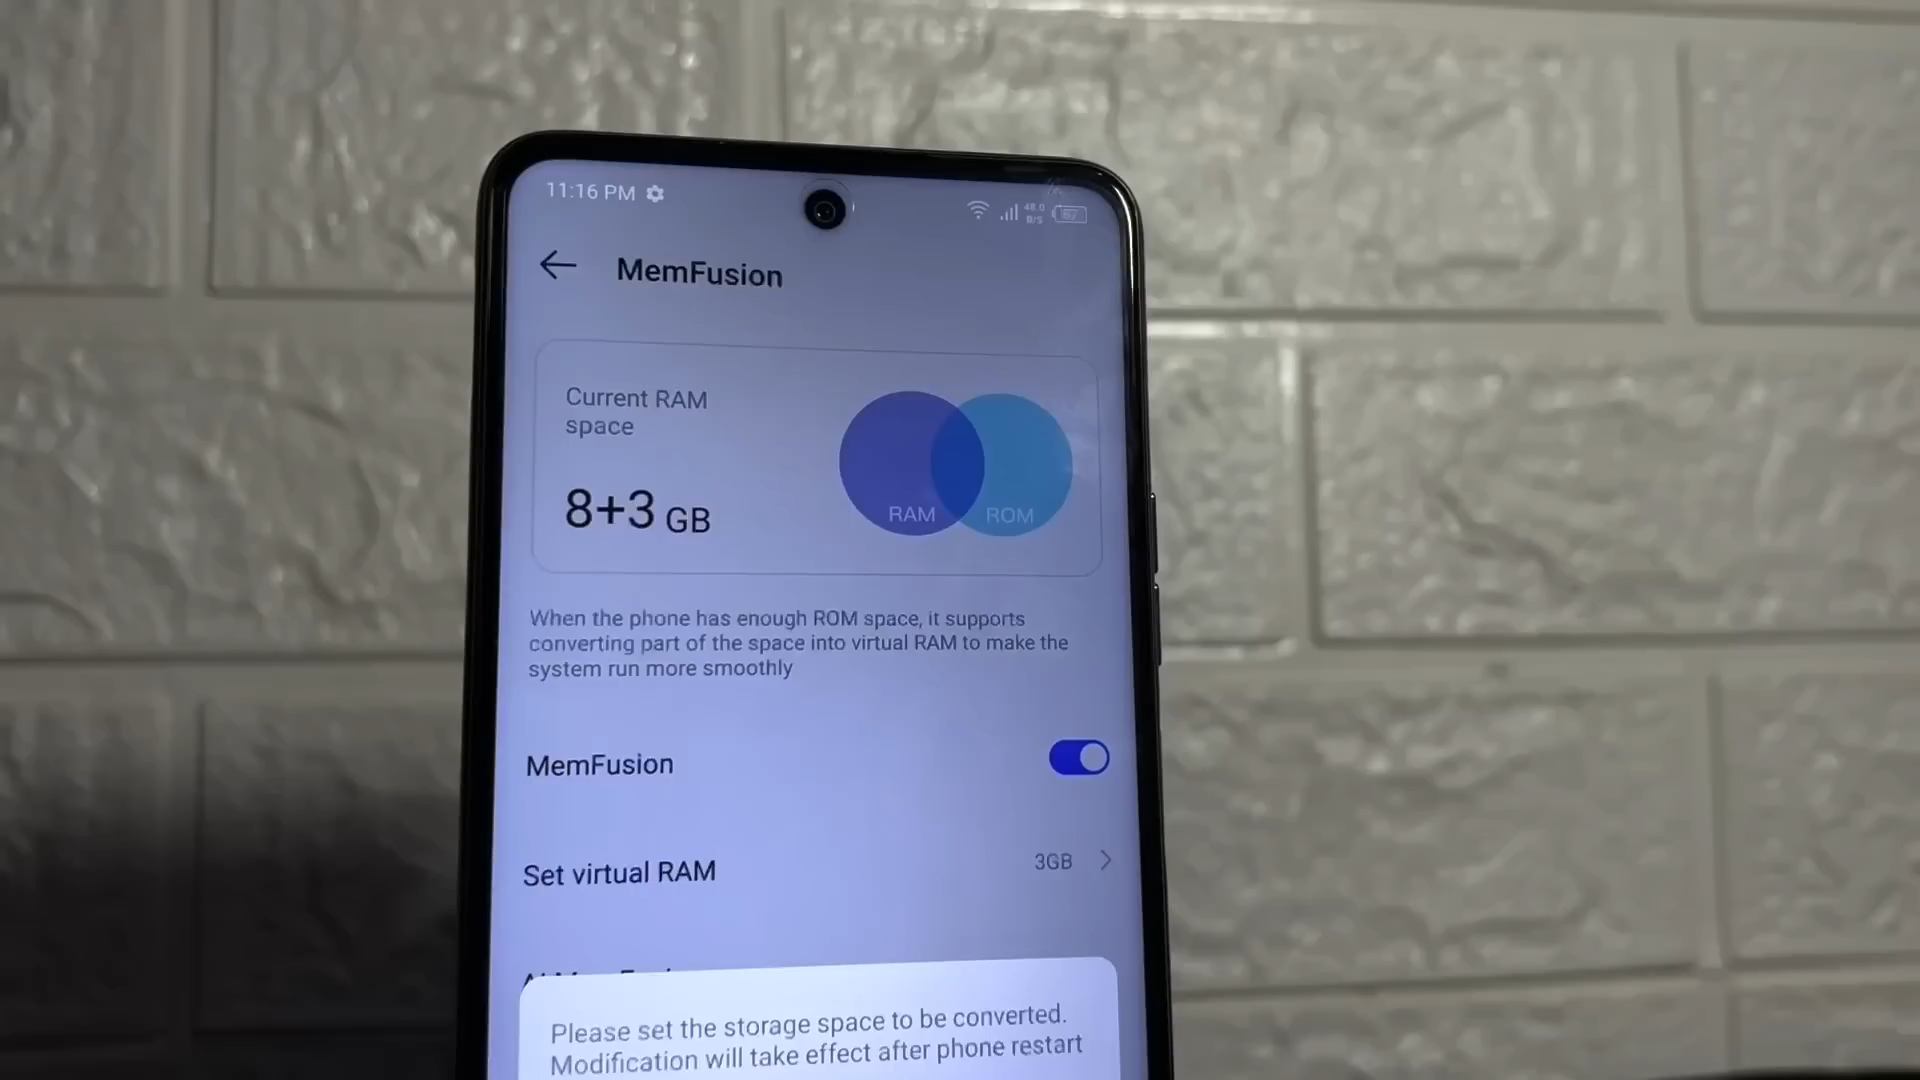 11:16 PM
48.0
B/S
MemFusion
Current RAM
space
8+3 GB
RAM
ROM
When the phone has enough ROM space, it supports
converting part of the space into virtual RAM to make the
system run more smoothly
MemFusion
Set virtual RAM
3GB
Please set the storage space to be converted.
Modification will take effect after phone restart